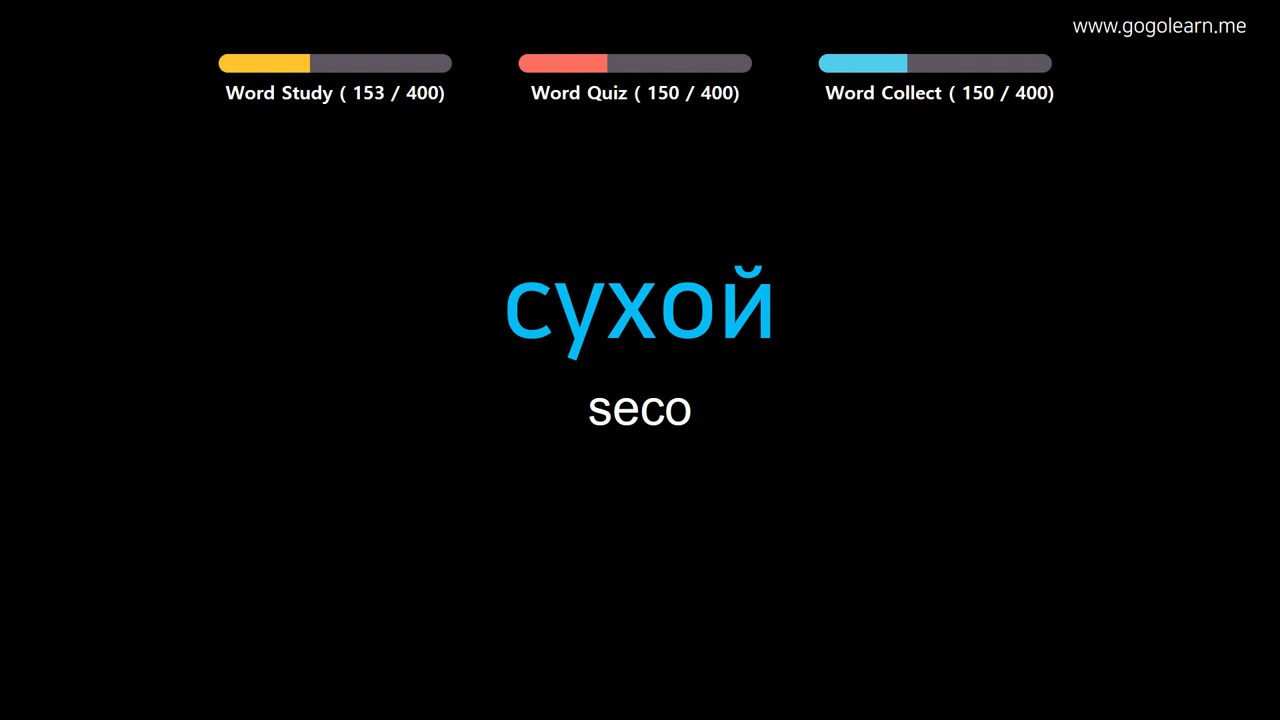 www.gogolearn.me
Word Study ( 153 / 400)
Word Quiz ( 150 / 400)
Word Collect ( 150 / 400)
сухой
seco